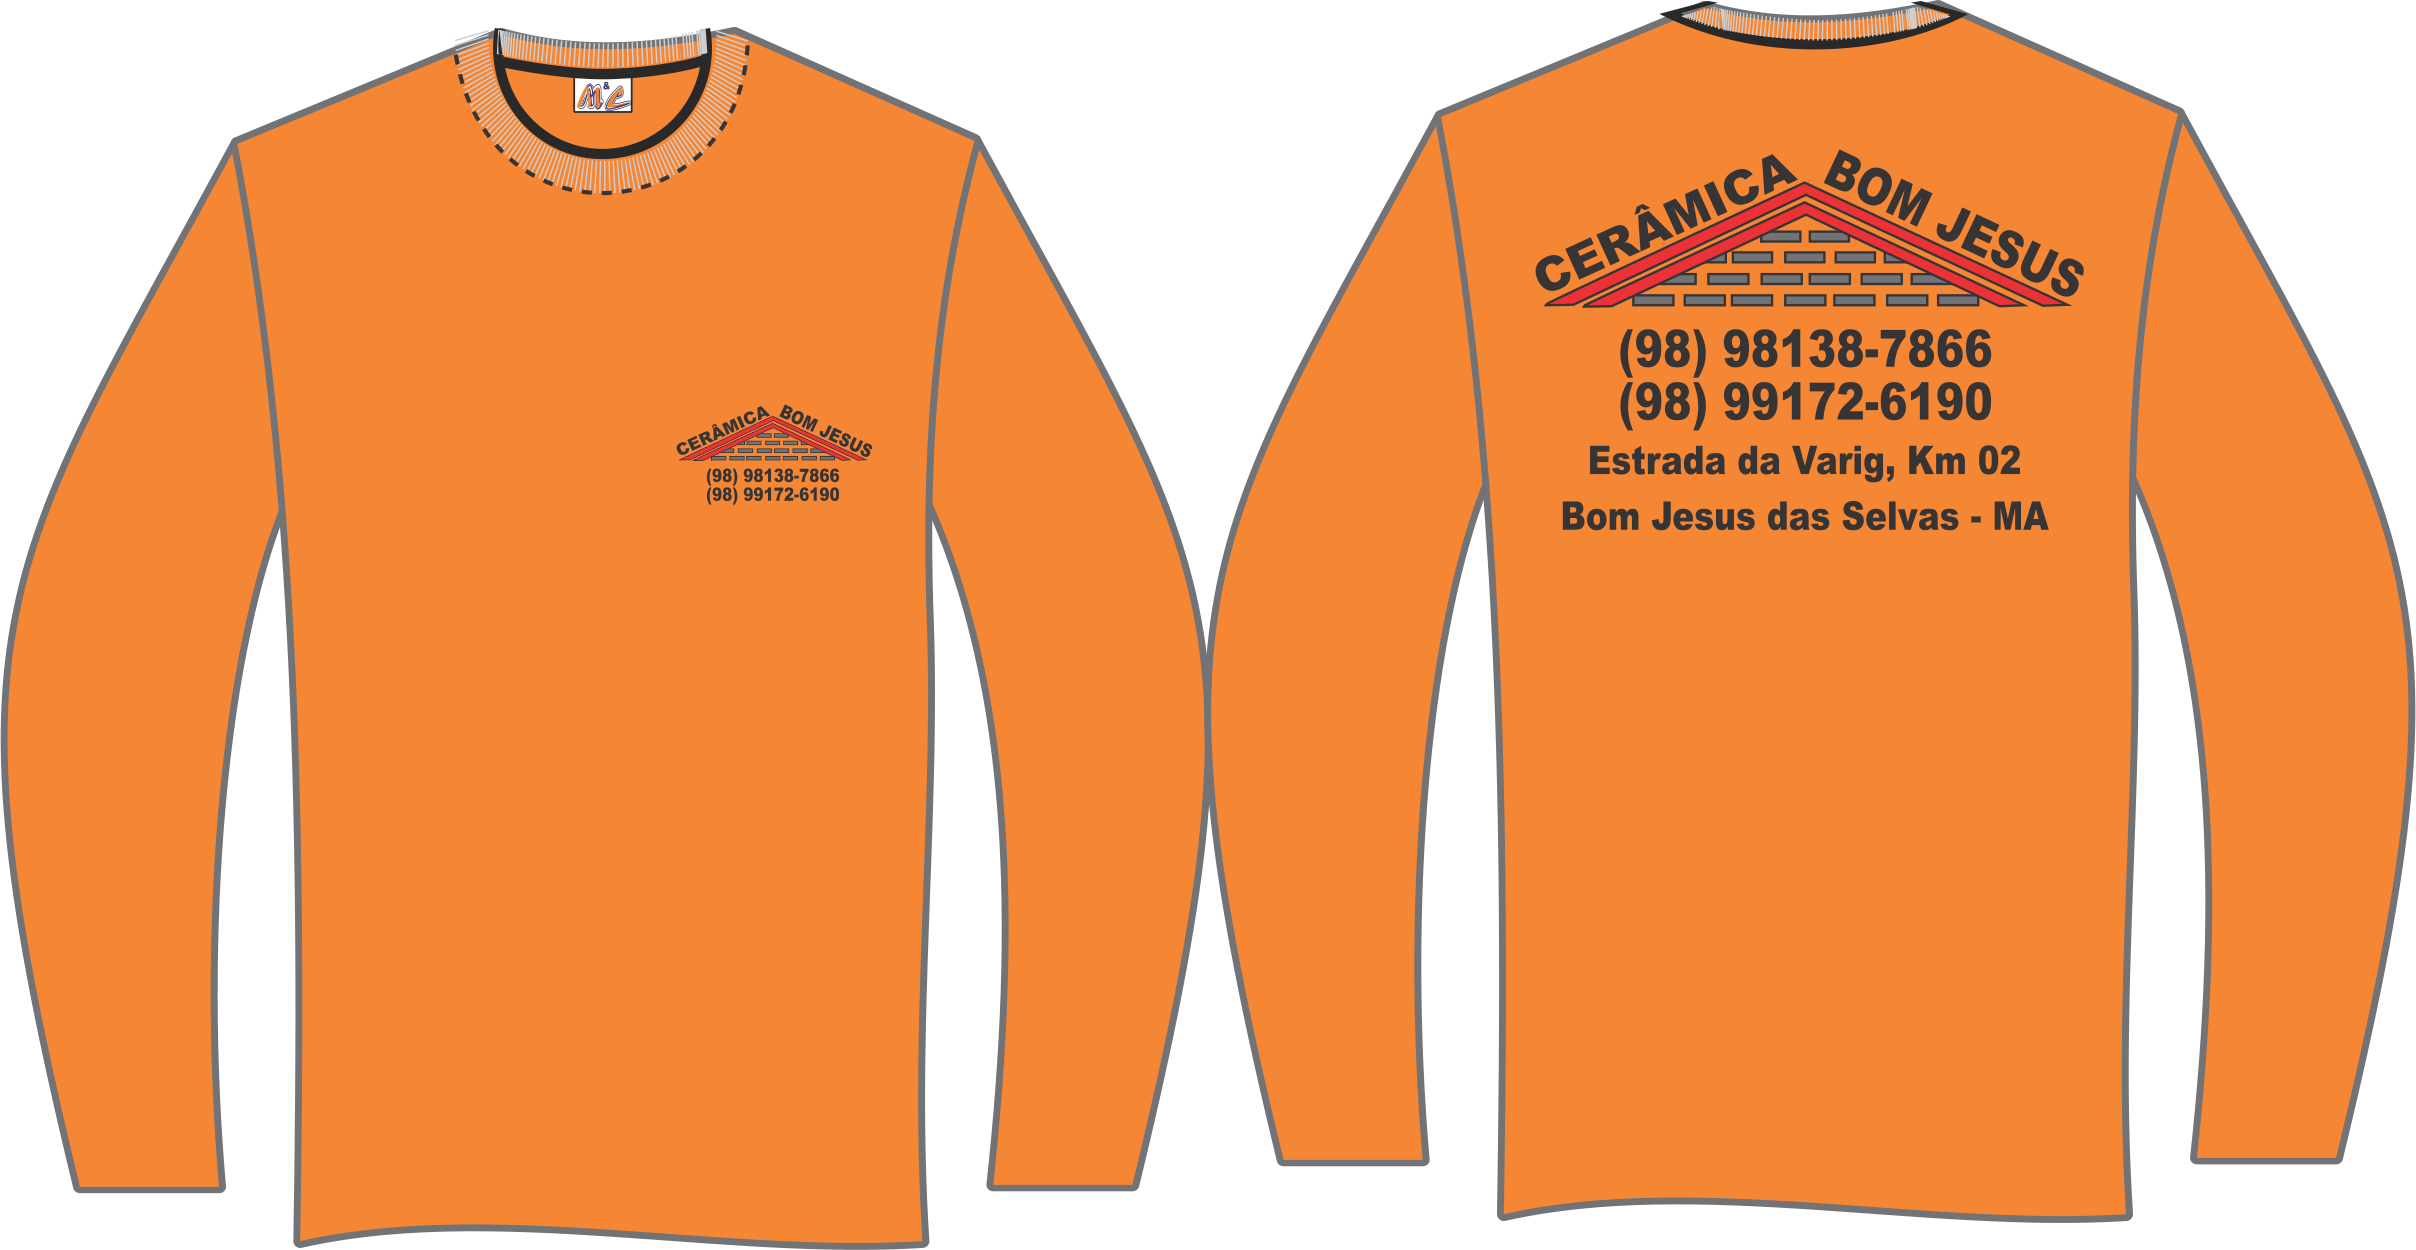 M & C
CERÂMICA BOM JESUS
(98) 98138-7866
(98) 99172-6190
CERÂMICA BOM JESUS
(98) 98138-7866
(98) 99172-6190
Estrada da Varig, Km 02
Bom Jesus das Selvas - MA